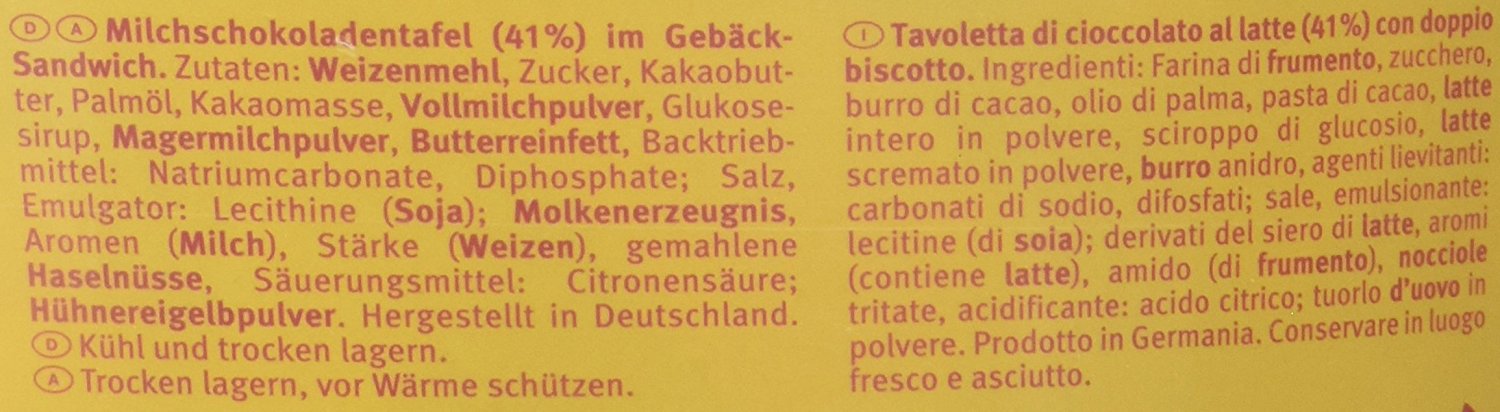 D A Milchschokoladentafel (41%) im Gebäck-
Sandwich. Zutaten: Weizenmehl, Zucker, Kakaobut-
ter, Palmöl, Kakaomasse, Vollmilchpulver, Glukose-
sirup, Magermilchpulver, Butterreinfett, Backtrieb-
mittel: Natriumcarbonate, Diphosphate; Salz,
Emulgator: Lecithine (Soja); Molkenerzeugnis,
Aromen (Milch), Stärke (Weizen), gemahlene
Haselnüsse, Säuerungsmittel: Citronensäure;
Hühnereigelbpulver. Hergestellt in Deutschland.
D Kühl und trocken lagern.
A Trocken lagern, vor Wärme schützen.
I Tavoletta di cioccolato al latte (41%) con doppio
biscotto. Ingredienti: Farina di frumento, zucchero,
burro di cacao, olio di palma, pasta di cacao, latte
intero in polvere, sciroppo di glucosio, latte
scremato in polvere, burro anidro, agenti lievitanti:
carbonati di sodio, difosfati; sale, emulsionante:
lecitine (di soia); derivati del siero di latte, aromi
(contiene latte), amido (di frumento), nocciole
tritate, acidificante: acido citrico; tuorlo d'uovo in
polvere. Prodotto in Germania. Conservare in luogo
fresco e asciutto.